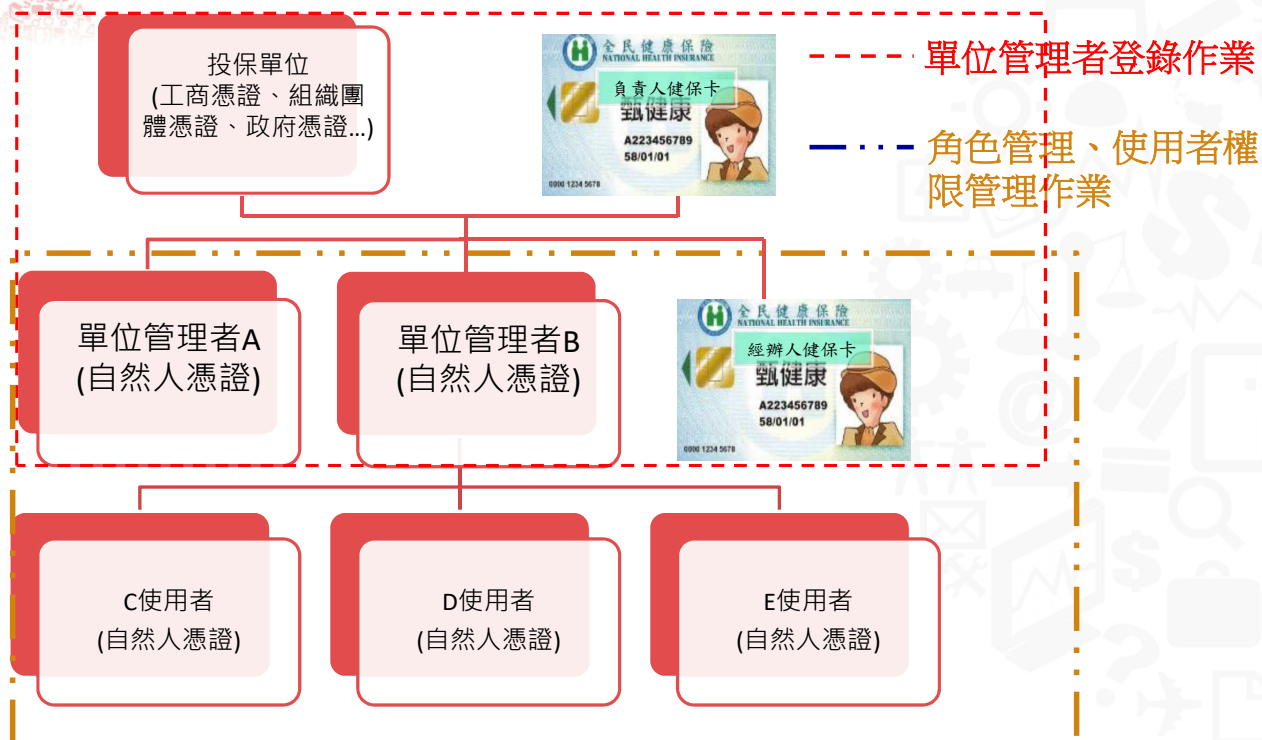 投保單位
(工商憑證、組織團
體憑證、政府憑證…)
全民健康保險
NATIONAL HEALTH INSURANCE
負責人健保卡
甄健康
A223456789
58/01/01
0000 1234 5678
單位管理者登錄作業
角色管理、使用者權
限管理作業
單位管理者A
(自然人憑證)
單位管理者B
(自然人憑證)
全民健康保險
NATIONAL HEALTH INSURANCE
經辦人健保卡
甄健康
A223456789
58/01/01
0000 1234 5678
C使用者
(自然人憑證)
D使用者
(自然人憑證)
E使用者
(自然人憑證)